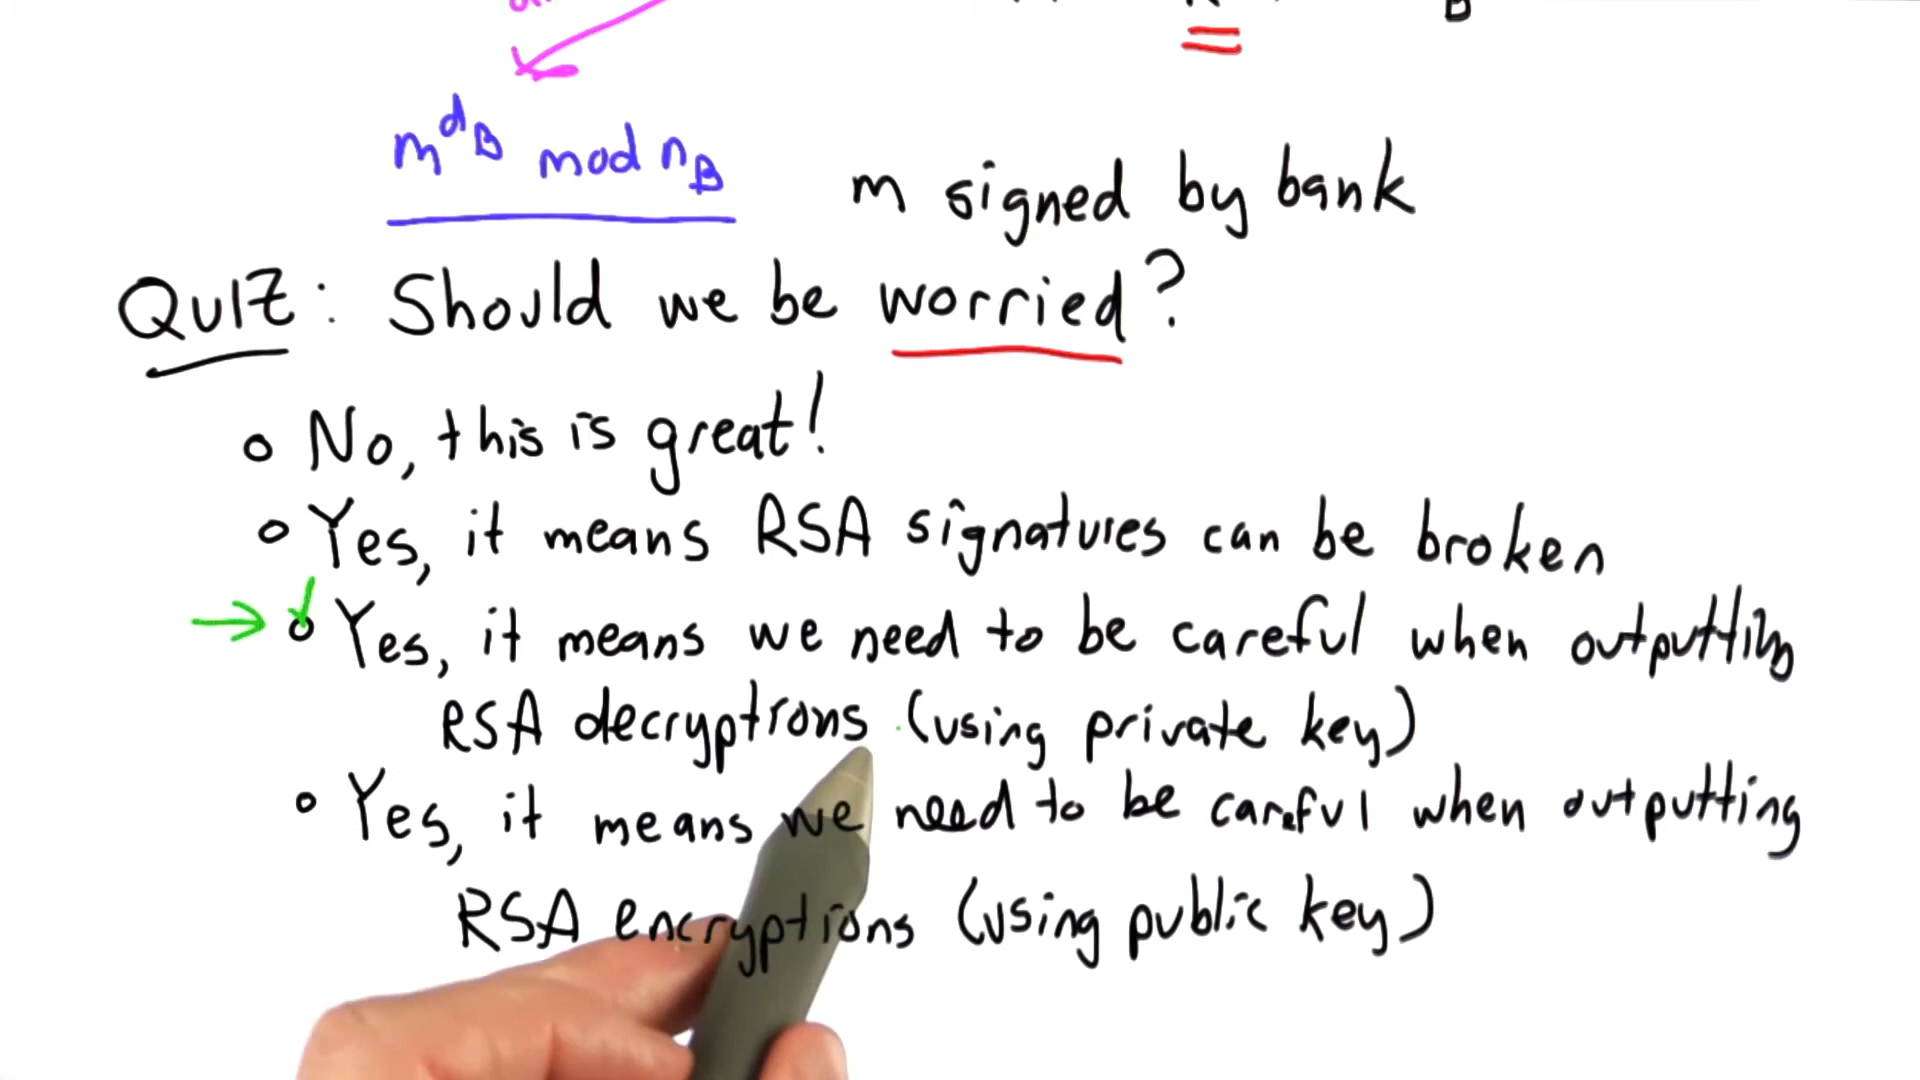 m^d_B mod n_B
m signed by bank
QUIZ: Should we be worried?
o No, this is great!
o Yes, it means RSA signatures can be broken
→ o Yes, it means we need to be careful when outputting
RSA decryptions (using private key)
o Yes, it means we need to be careful when outputting
RSA encryptions (using public key)